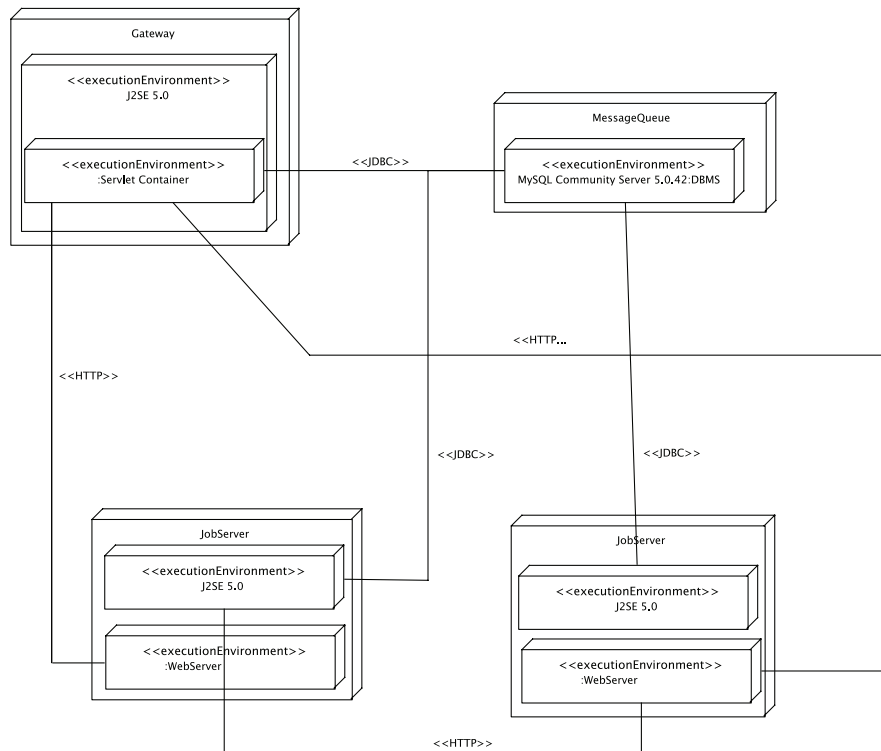 Gateway
<<executionEnvironment>>
J2SE 5.0
<<executionEnvironment>>
:Servlet Container
<<JDBC>>
MessageQueue
<<executionEnvironment>>
MySQL Community Server 5.0.42:DBMS
<<HTTP...
<<HTTP>>
<<JDBC>>
<<JDBC>>
JobServer
<<executionEnvironment>>
J2SE 5.0
<<executionEnvironment>>
:WebServer
JobServer
<<executionEnvironment>>
J2SE 5.0
<<executionEnvironment>>
:WebServer
<<HTTP>>